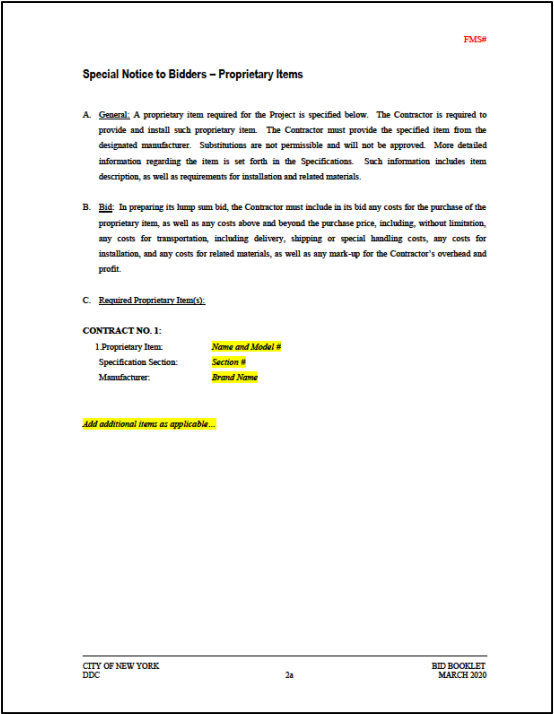 FMS#
Special Notice to Bidders – Proprietary Items
A. General: A proprietary item required for the Project is specified below. The Contractor is required to
provide and install such proprietary item. The Contractor must provide the specified item from the
designated manufacturer. Substitutions are not permissible and will not be approved. More detailed
information regarding the item is set forth in the Specifications. Such information includes item
description, as well as requirements for installation and related materials.
B. Bid: In preparing its lump sum bid, the Contractor must include in its bid any costs for the purchase of the
proprietary item, as well as any costs above and beyond the purchase price, including, without limitation,
any costs for transportation, including delivery, shipping or special handling costs, any costs for
installation, and any costs for related materials, as well as any mark-up for the Contractor's overhead and
profit.
C. Required Proprietary Item(s):
CONTRACT NO. 1:
1.Proprietary Item: Name and Model #
Specification Section: Section #
Manufacturer: Brand Name
Add additional items as applicable…
CITY OF NEW YORK BID BOOKLET
DDC 2a MARCH 2020